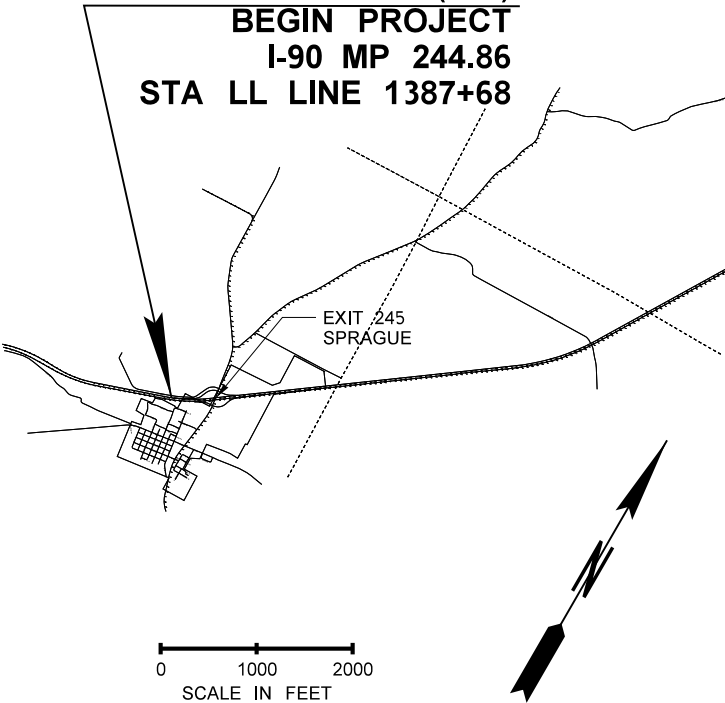 BEGIN PROJECT
I-90 MP 244.86
STA LL LINE 1387+68
EXIT 245
SPRAGUE
N
0 1000 2000
SCALE IN FEET